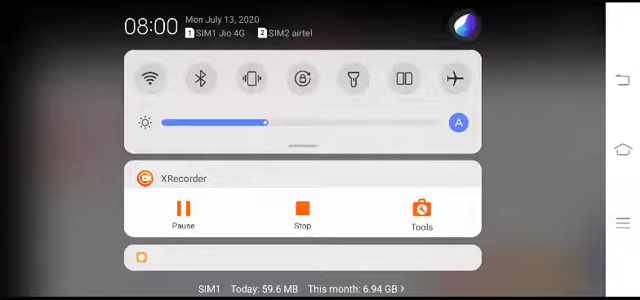 08:00
Mon July 13, 2020
1 SIM1 Jio 4G 2 SIM2 airtel
A
XRecorder
Pause Stop Tools
SIM1 Today: 59.6 MB This month: 6.94 GB >